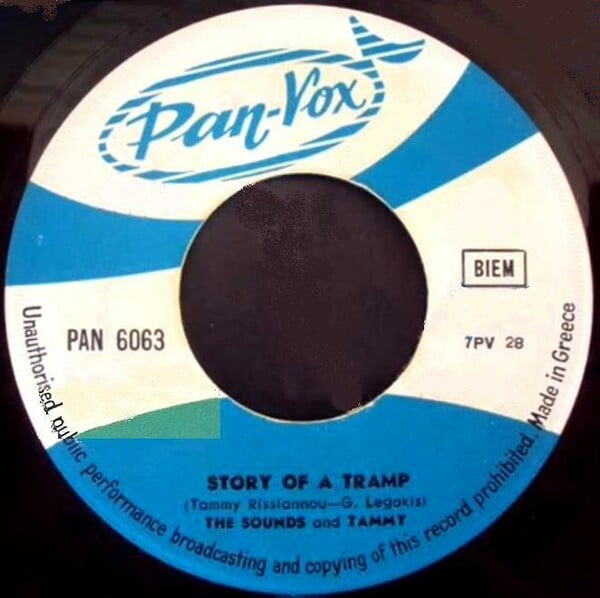 Pan-Vox
BIEM
PAN 6063
7PV 28
STORY OF A TRAMP
(Tammy Rissiannou—G. Legakis)
THE SOUNDS and TAMMY
Unauthorised public performance broadcasting and copying of this record prohibited. Made in Greece